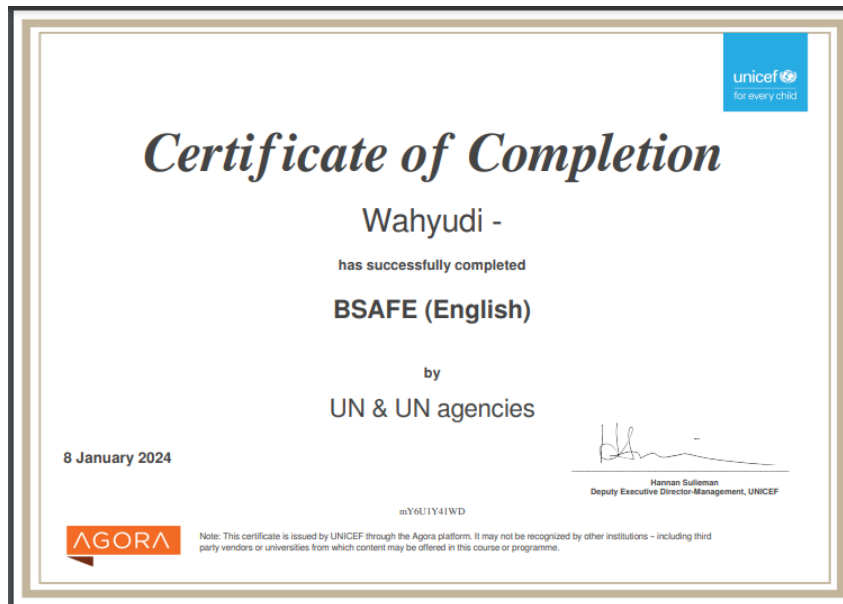 unicef
for every child
Certificate of Completion
Wahyudi -
has successfully completed
BSAFE (English)
by
UN & UN agencies
8 January 2024
Hannan Sulieman
Deputy Executive Director-Management, UNICEF
mY6U1Y41WD
AGORA
Note: This certificate is issued by UNICEF through the Agora platform. It may not be recognized by other institutions – including third
party vendors or universities from which content may be offered in this course or programme.